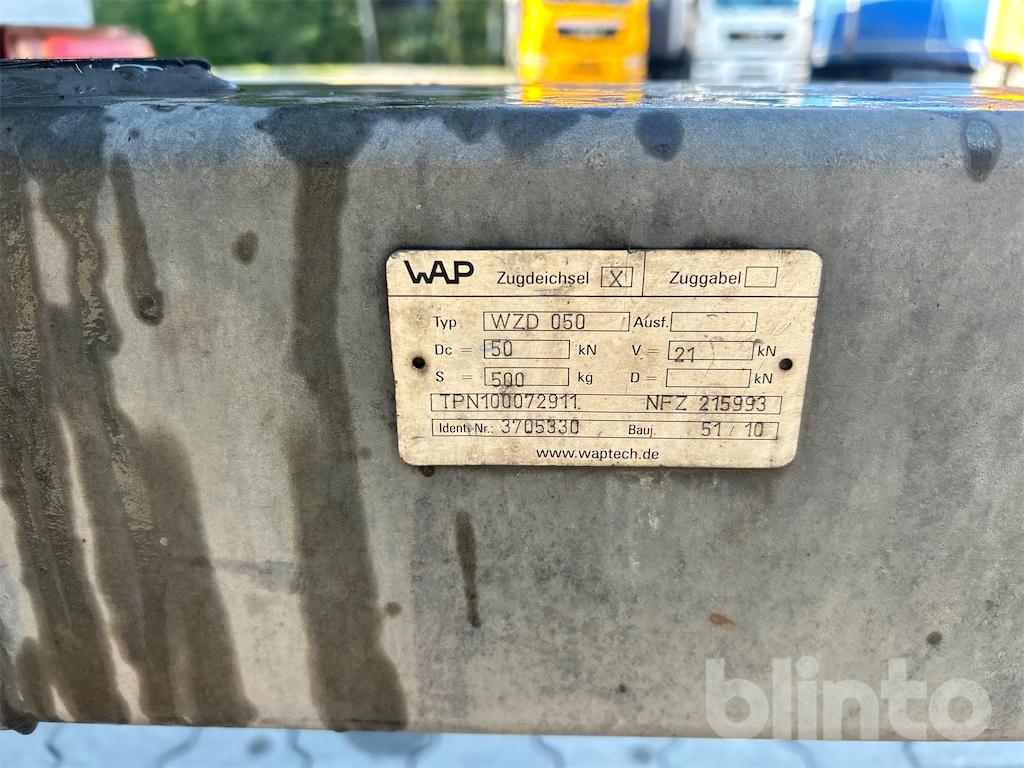 WAP Zugdeichsel X Zuggabel
Typ WZD 050 Ausf.
Dc = 50 kN V = 21 kN
S = 500 kg D = kN
TPN100072911. NFZ 215993
Ident.-Nr.: 3705330 Bauj. 51 / 10
www.waptech.de
blinto